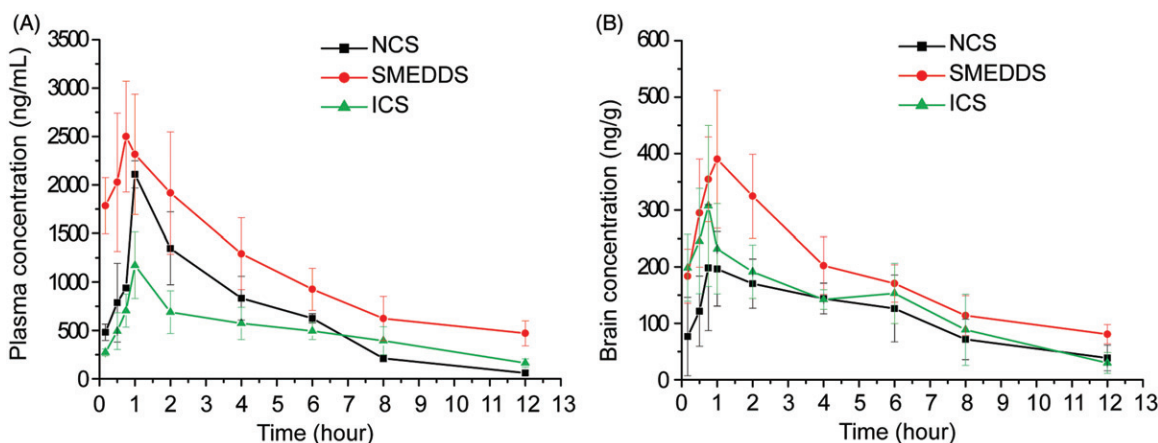 (A)
Plasma concentration (ng/mL)
3500
3000
2500
2000
1500
1000
500
0
NCS
SMEDDS
ICS
0 1 2 3 4 5 6 7 8 9 10 11 12 13
Time (hour)
(B)
Brain concentration (ng/g)
600
500
400
300
200
100
0
NCS
SMEDDS
ICS
0 1 2 3 4 5 6 7 8 9 10 11 12 13
Time (hour)